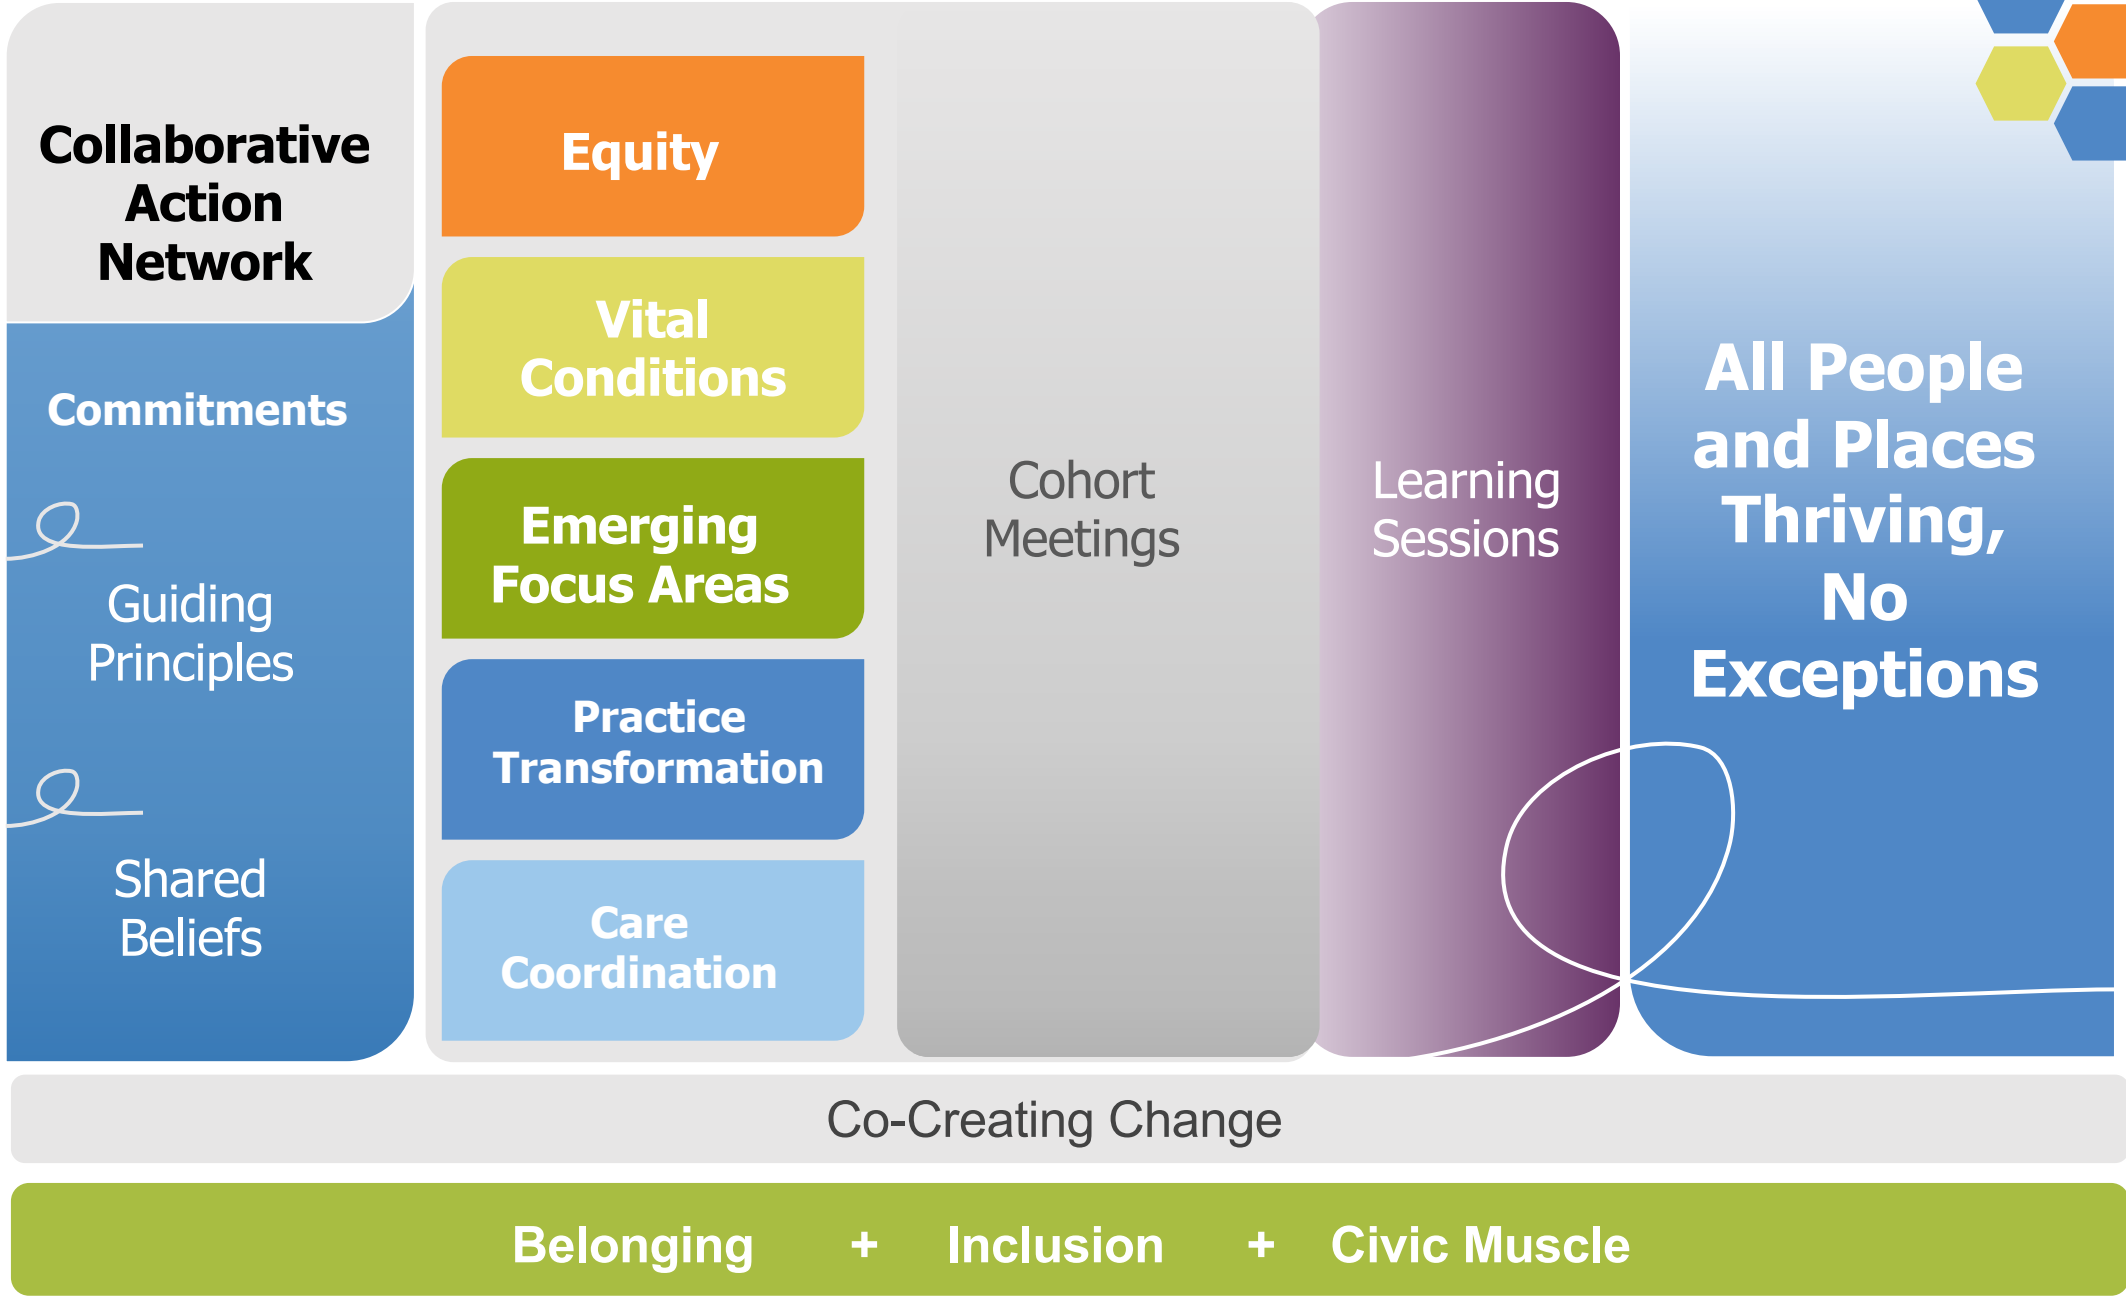 Collaborative
Action
Network
Commitments
Guiding
Principles
Shared
Beliefs
Equity
Vital
Conditions
Emerging
Focus Areas
Practice
Transformation
Care
Coordination
Cohort
Meetings
Learning
Sessions
All People
and Places
Thriving,
No
Exceptions
Co-Creating Change
Belonging + Inclusion + Civic Muscle